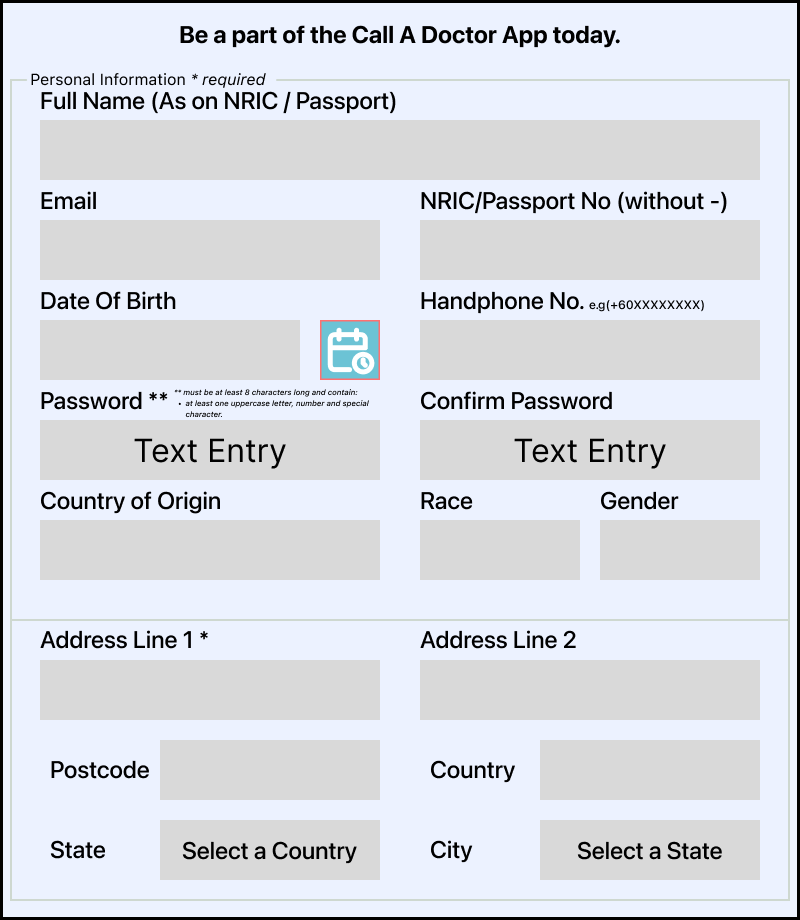 Be a part of the Call A Doctor App today.
Personal Information * required
Full Name (As on NRIC / Passport)
Email
NRIC/Passport No (without -)
Date Of Birth
Handphone No. e.g(+60XXXXXXXX)
Password ** ** must be at least 8 characters long and contain:
• at least one uppercase letter, number and special
character.
Confirm Password
Text Entry
Text Entry
Country of Origin
Race
Gender
Address Line 1 *
Address Line 2
Postcode
Country
State
Select a Country
City
Select a State